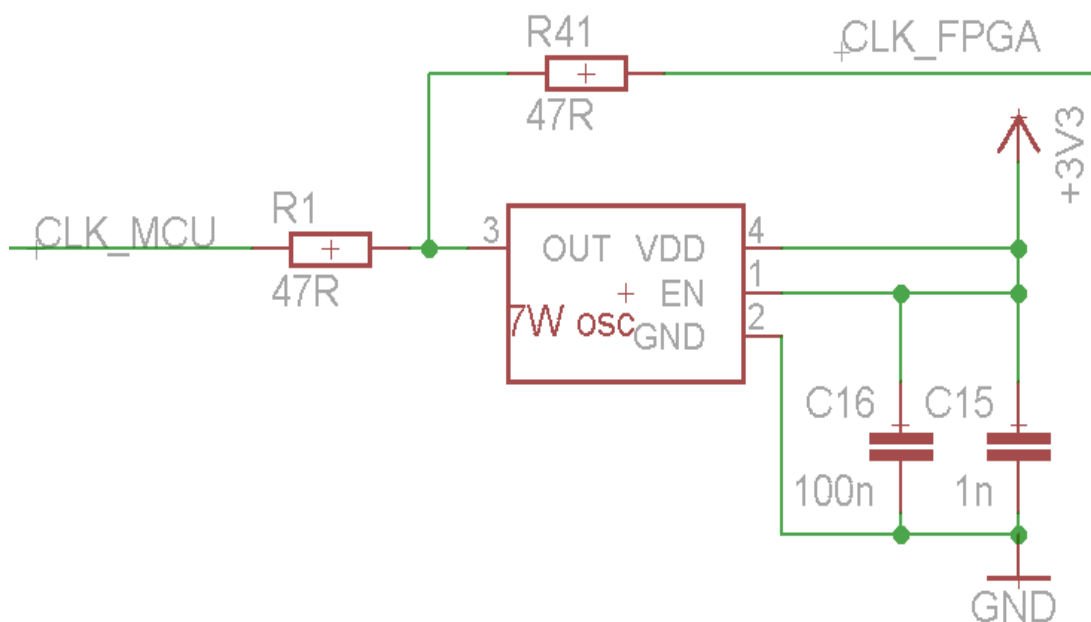 R41
CLK_FPGA
47R
+3V3
CLK_MCU
R1
47R
3
OUT VDD
4
EN
1
7W osc
GND
2
C16
C15
100n
1n
GND